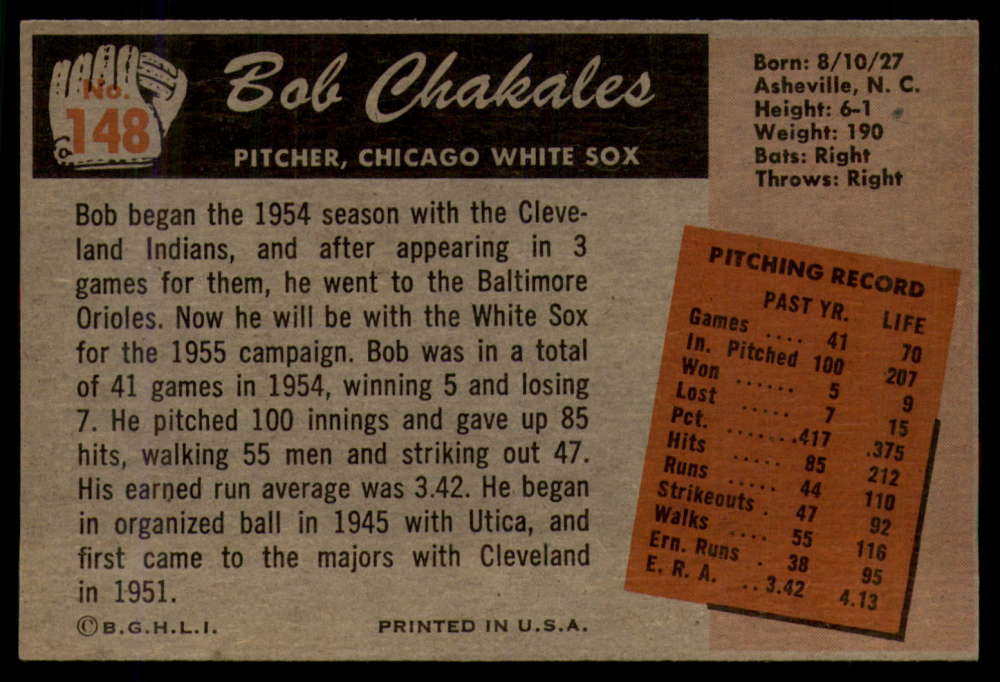 No.
148
Bob Chakales
PITCHER, CHICAGO WHITE SOX
Born: 8/10/27
Asheville, N. C.
Height: 6-1
Weight: 190
Bats: Right
Throws: Right
Bob began the 1954 season with the Cleve-
land Indians, and after appearing in 3
games for them, he went to the Baltimore
Orioles. Now he will be with the White Sox
for the 1955 campaign. Bob was in a total
of 41 games in 1954, winning 5 and losing
7. He pitched 100 innings and gave up 85
hits, walking 55 men and striking out 47.
His earned run average was 3.42. He began
in organized ball in 1945 with Utica, and
first came to the majors with Cleveland
in 1951.
©B.G.H.L.I.
PRINTED IN U.S.A.
PITCHING RECORD
PAST YR. LIFE
Games .... 41 70
In. Pitched 100 207
Won ...... 5 9
Lost ..... 7 15
Pct. .......417 .375
Hits ..... 85 212
Runs ..... 44 110
Strikeouts . 47 92
Walks .... 55 116
Ern. Runs . 38 95
E. R. A. .. 3.42 4.13